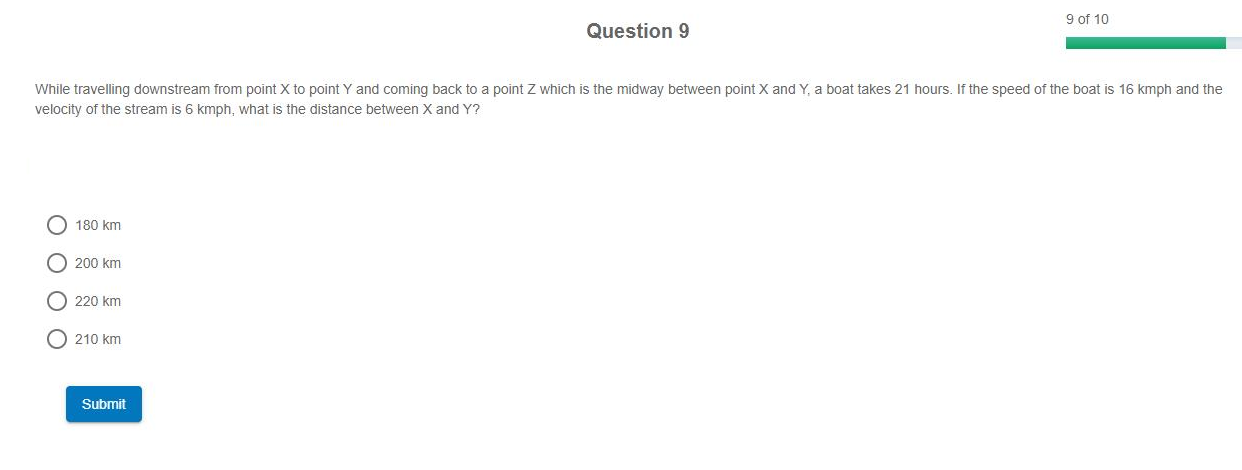 9 of 10
Question 9
While travelling downstream from point X to point Y and coming back to a point Z which is the midway between point X and Y, a boat takes 21 hours. If the speed of the boat is 16 kmph and the
velocity of the stream is 6 kmph, what is the distance between X and Y?
180 km
200 km
220 km
210 km
Submit